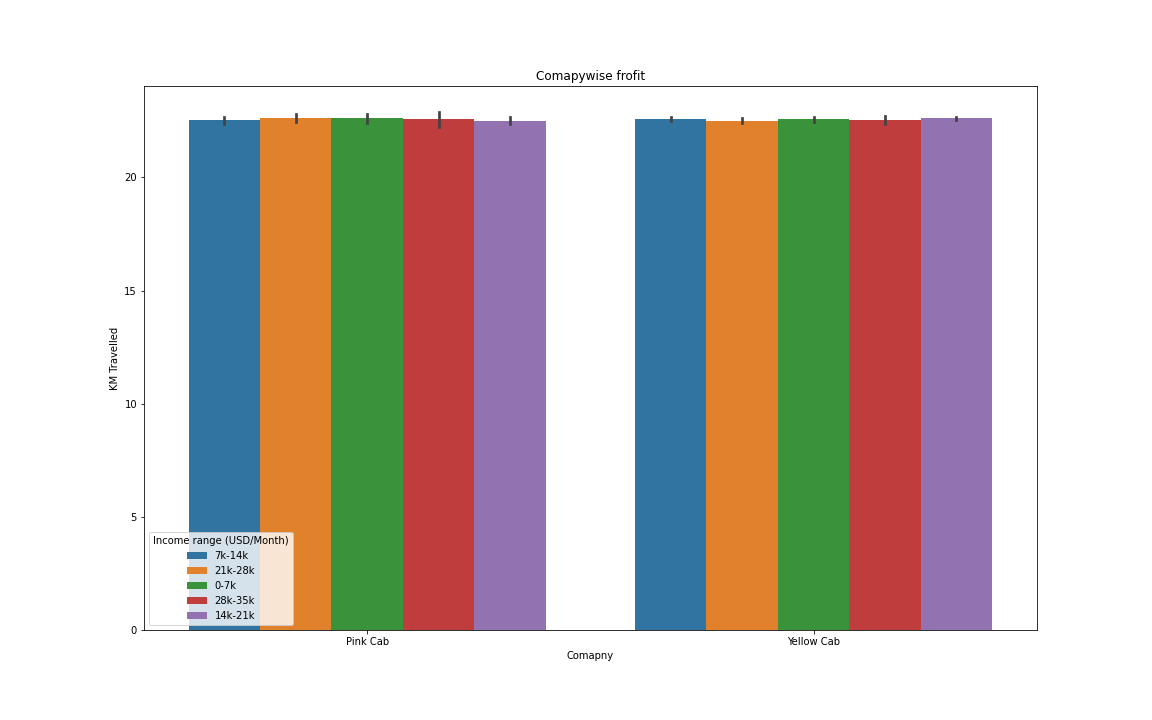 Comapywise frofit
KM Travelled
20
15
10
5
0
Income range (USD/Month)
7k-14k
21k-28k
0-7k
28k-35k
14k-21k
Pink Cab
Yellow Cab
Comapny